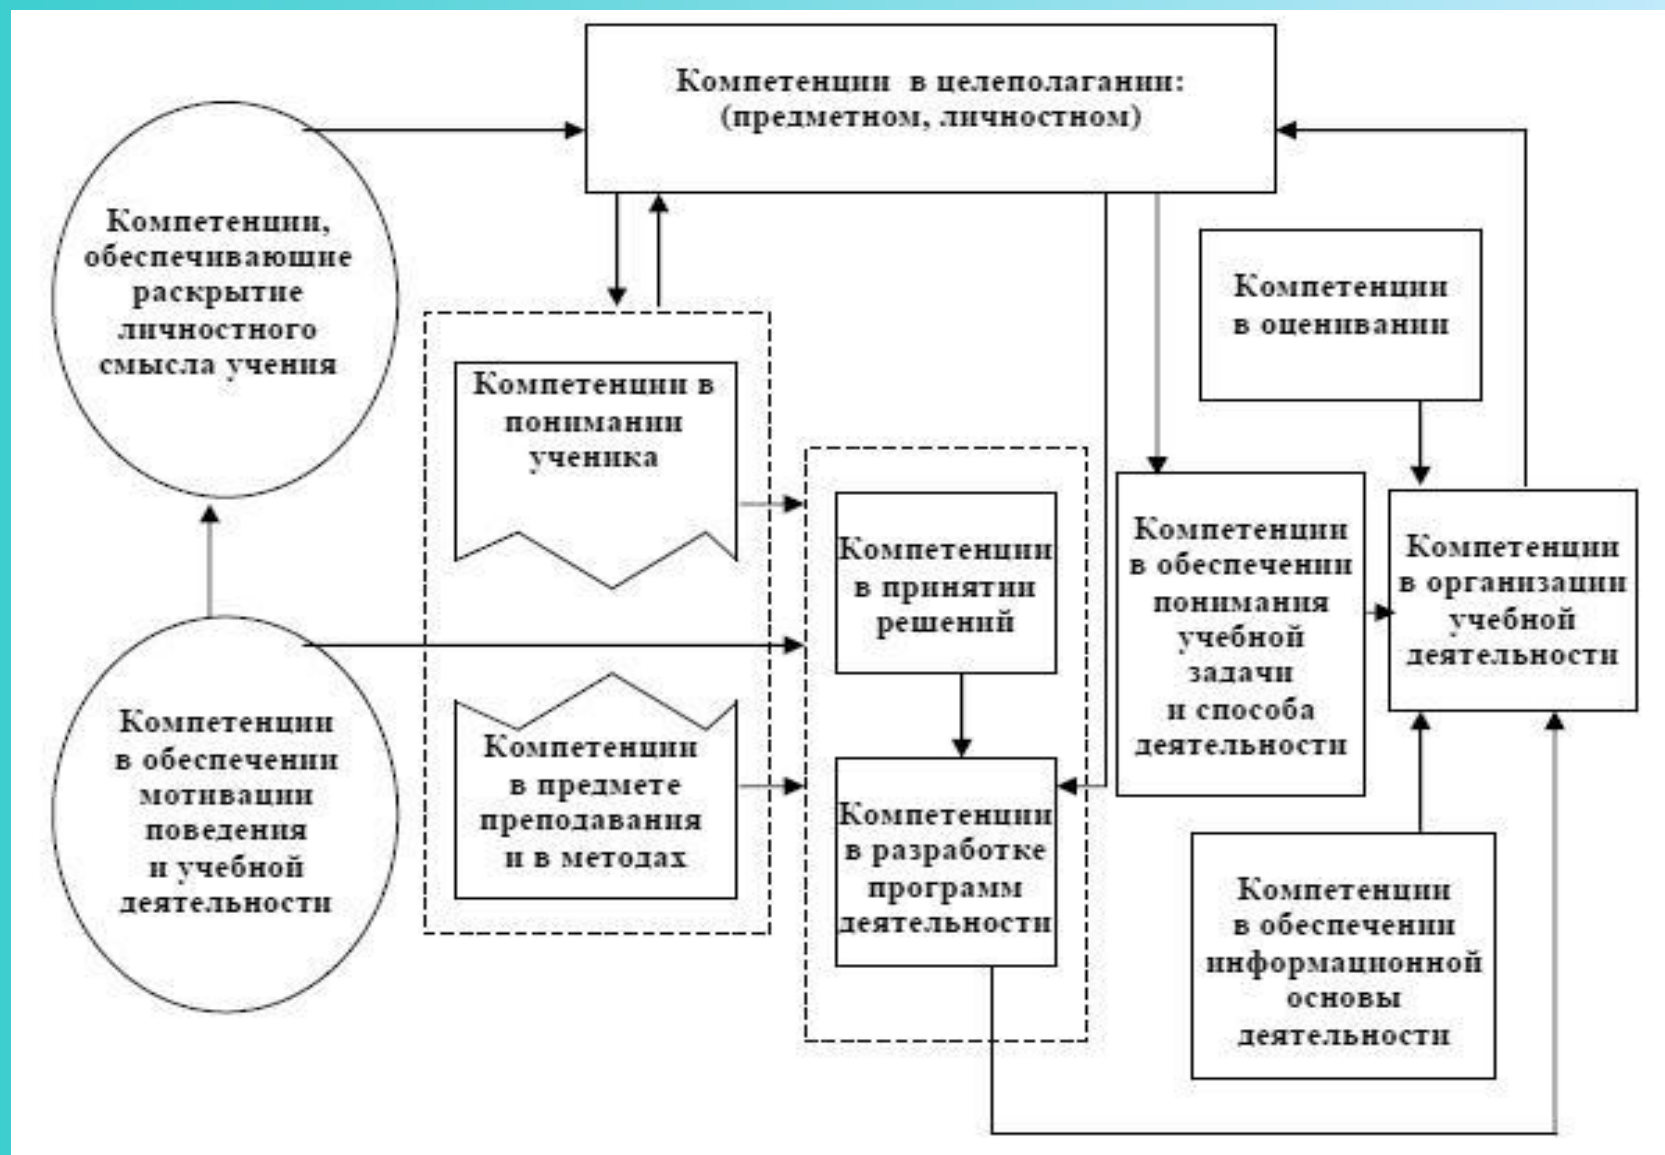 Компетенции в целеполагании:
(предметном, личностном)
Компетенции,
обеспечивающие
раскрытие
личностного
смысла учения
Компетенции
в оценивании
Компетенции в
понимании
ученика
Компетенции
в принятии
решений
Компетенции
в обеспечении
понимания
учебной
задачи
и способа
деятельности
Компетенции
в организации
учебной
деятельности
Компетенции
в обеспечении
мотивации
поведения
и учебной
деятельности
Компетенции
в предмете
преподавания
и в методах
Компетенции
в разработке
программ
деятельности
Компетенции
в обеспечении
информационной
основы
деятельности